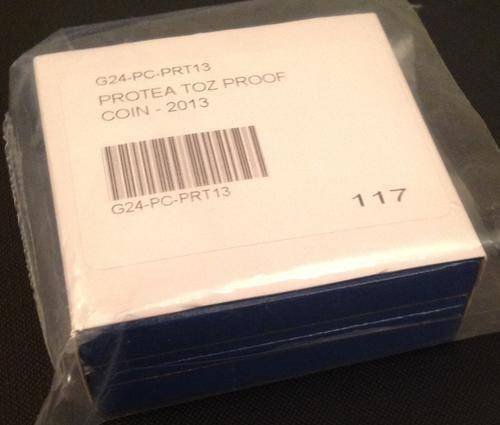 G24-PC-PRT13
PROTEA TOZ PROOF
COIN - 2013
G24-PC-PRT13
117